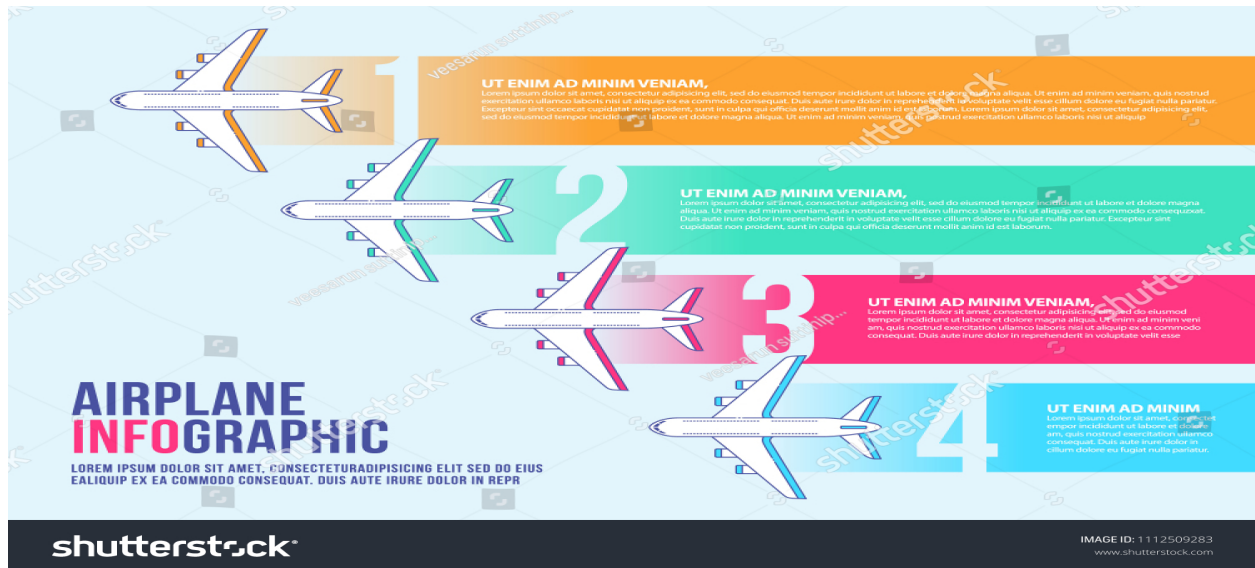 1
UT ENIM AD MINIM VENIAM,
Lorem ipsum dolor sit amet, consectetur adipisicing elit, sed do eiusmod tempor incididunt ut labore et dolore magna aliqua. Ut enim ad minim veniam, quis nostrud
exercitation ullamco laboris nisi ut aliquip ex ea commodo consequat. Duis aute irure dolor in reprehenderit in voluptate velit esse cillum dolore eu fugiat nulla pariatur.
Excepteur sint occaecat cupidatat non proident, sunt in culpa qui officia deserunt mollit anim id est laborum. Lorem ipsum dolor sit amet, consectetur adipisicing elit,
sed do eiusmod tempor incididunt ut labore et dolore magna aliqua. Ut enim ad minim veniam, quis nostrud exercitation ullamco laboris nisi ut aliquip
2
UT ENIM AD MINIM VENIAM,
Lorem ipsum dolor sit amet, consectetur adipisicing elit, sed do eiusmod tempor incididunt ut labore et dolore magna
aliqua. Ut enim ad minim veniam, quis nostrud exercitation ullamco laboris nisi ut aliquip ex ea commodo consequzxat.
Duis aute irure dolor in reprehenderit in voluptate velit esse cillum dolore eu fugiat nulla pariatur. Excepteur sint
cupidatat non proident, sunt in culpa qui officia deserunt mollit anim id est laborum.
3
UT ENIM AD MINIM VENIAM,
Lorem ipsum dolor sit amet, consectetur adipisicing elit, sed do eiusmod
tempor incididunt ut labore et dolore magna aliqua. Ut enim ad minim veni
am, quis nostrud exercitation ullamco laboris nisi ut aliquip ex ea commodo
consequat. Duis aute irure dolor in reprehenderit in voluptate velit esse
4
UT ENIM AD MINIM
Lorem ipsum dolor sit amet, consectet
empor incididunt ut labore et dolore
am, quis nostrud exercitation ullamco
consequat. Duis aute irure dolor in
cillum dolore eu fugiat nulla pariatur.
AIRPLANE
INFOGRAPHIC
LOREM IPSUM DOLOR SIT AMET, CONSECTETURADIPISICING ELIT SED DO EIUS
EALIQUIP EX EA COMMODO CONSEQUAT. DUIS AUTE IRURE DOLOR IN REPR
shutterstock
IMAGE ID: 1112509283
www.shutterstock.com